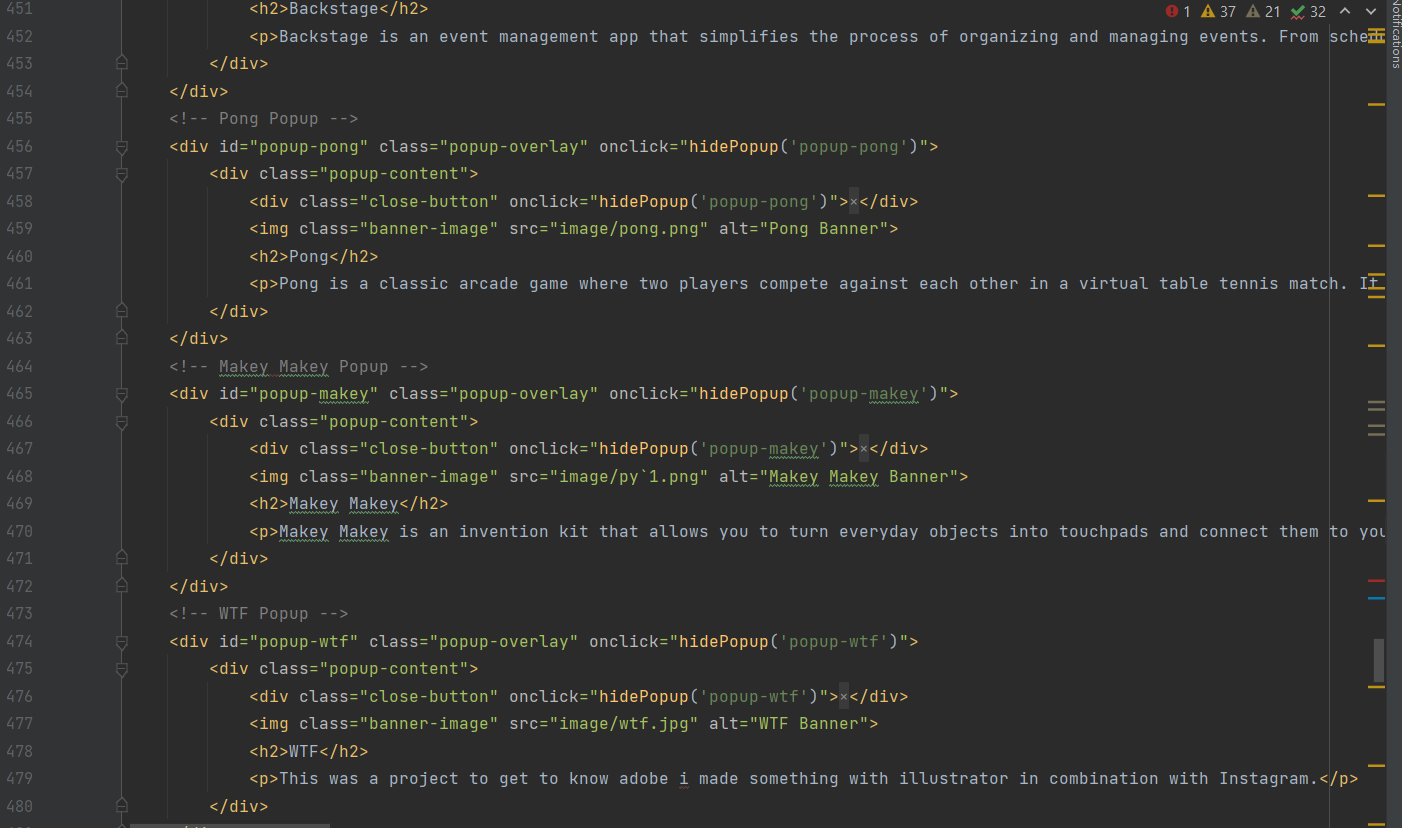 1 37 21 32
Notifications
451 <h2>Backstage</h2>
452 <p>Backstage is an event management app that simplifies the process of organizing and managing events. From sched
453 </div>
454 </div>
455 <!-- Pong Popup -->
456 <div id="popup-pong" class="popup-overlay" onclick="hidePopup('popup-pong')">
457 <div class="popup-content">
458 <div class="close-button" onclick="hidePopup('popup-pong')">×</div>
459 <img class="banner-image" src="image/pong.png" alt="Pong Banner">
460 <h2>Pong</h2>
461 <p>Pong is a classic arcade game where two players compete against each other in a virtual table tennis match. It
462 </div>
463 </div>
464 <!-- Makey Makey Popup -->
465 <div id="popup-makey" class="popup-overlay" onclick="hidePopup('popup-makey')">
466 <div class="popup-content">
467 <div class="close-button" onclick="hidePopup('popup-makey')">×</div>
468 <img class="banner-image" src="image/py`1.png" alt="Makey Makey Banner">
469 <h2>Makey Makey</h2>
470 <p>Makey Makey is an invention kit that allows you to turn everyday objects into touchpads and connect them to you
471 </div>
472 </div>
473 <!-- WTF Popup -->
474 <div id="popup-wtf" class="popup-overlay" onclick="hidePopup('popup-wtf')">
475 <div class="popup-content">
476 <div class="close-button" onclick="hidePopup('popup-wtf')">×</div>
477 <img class="banner-image" src="image/wtf.jpg" alt="WTF Banner">
478 <h2>WTF</h2>
479 <p>This was a project to get to know adobe i made something with illustrator in combination with Instagram.</p>
480 </div>